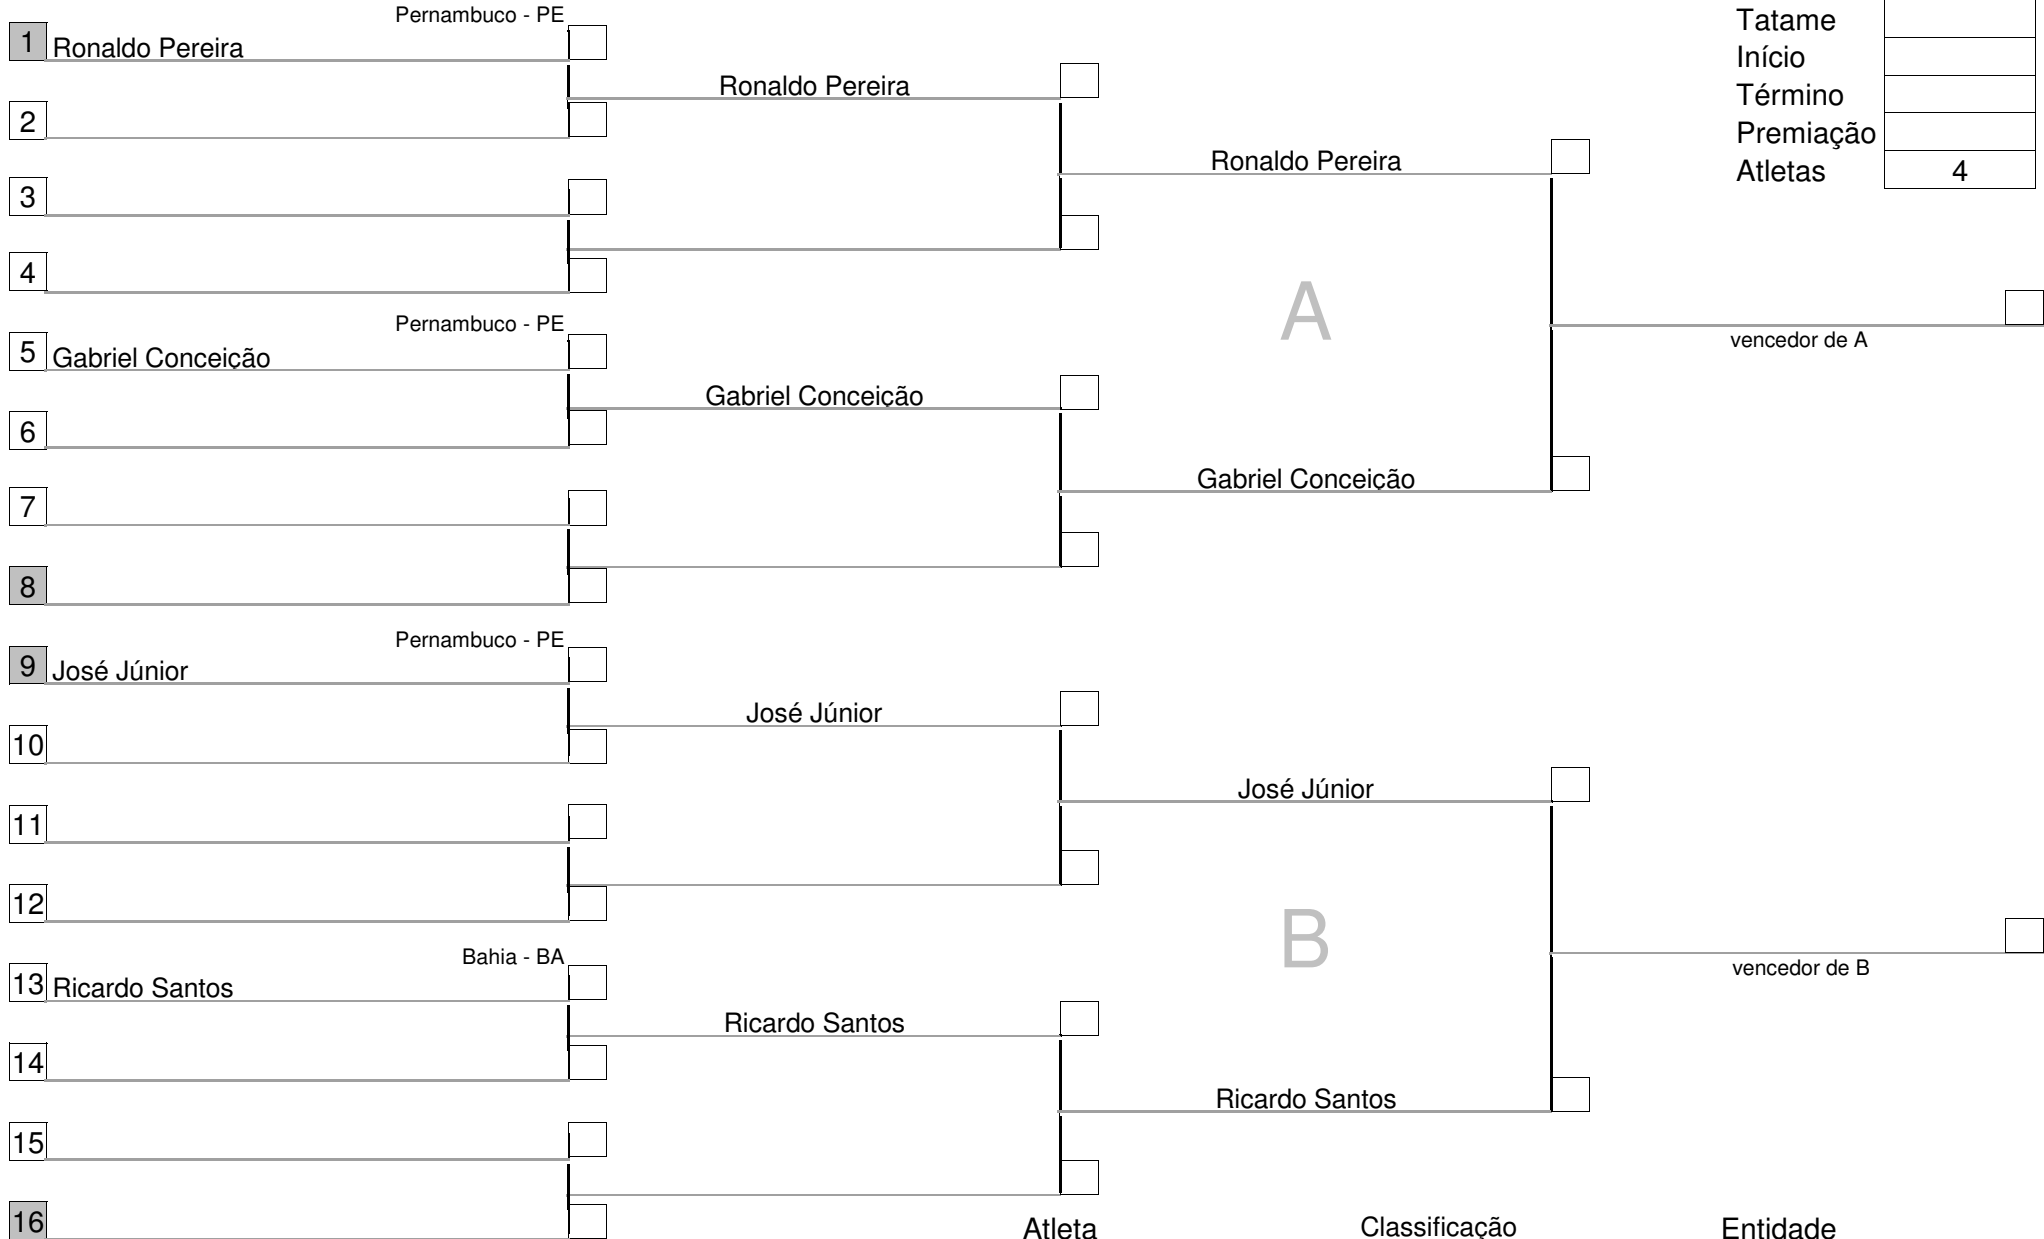 Pernambuco - PE
1 Ronaldo Pereira
Ronaldo Pereira
2
Ronaldo Pereira
3
4
Pernambuco - PE
5 Gabriel Conceição
Gabriel Conceição
6
Gabriel Conceição
7
8
A
vencedor de A
Tatame
Início
Término
Premiação
Atletas 4
Pernambuco - PE
9 José Júnior
José Júnior
10
José Júnior
11
12
Bahia - BA
13 Ricardo Santos
Ricardo Santos
14
Ricardo Santos
15
16
B
vencedor de B
Atleta Classificação Entidade